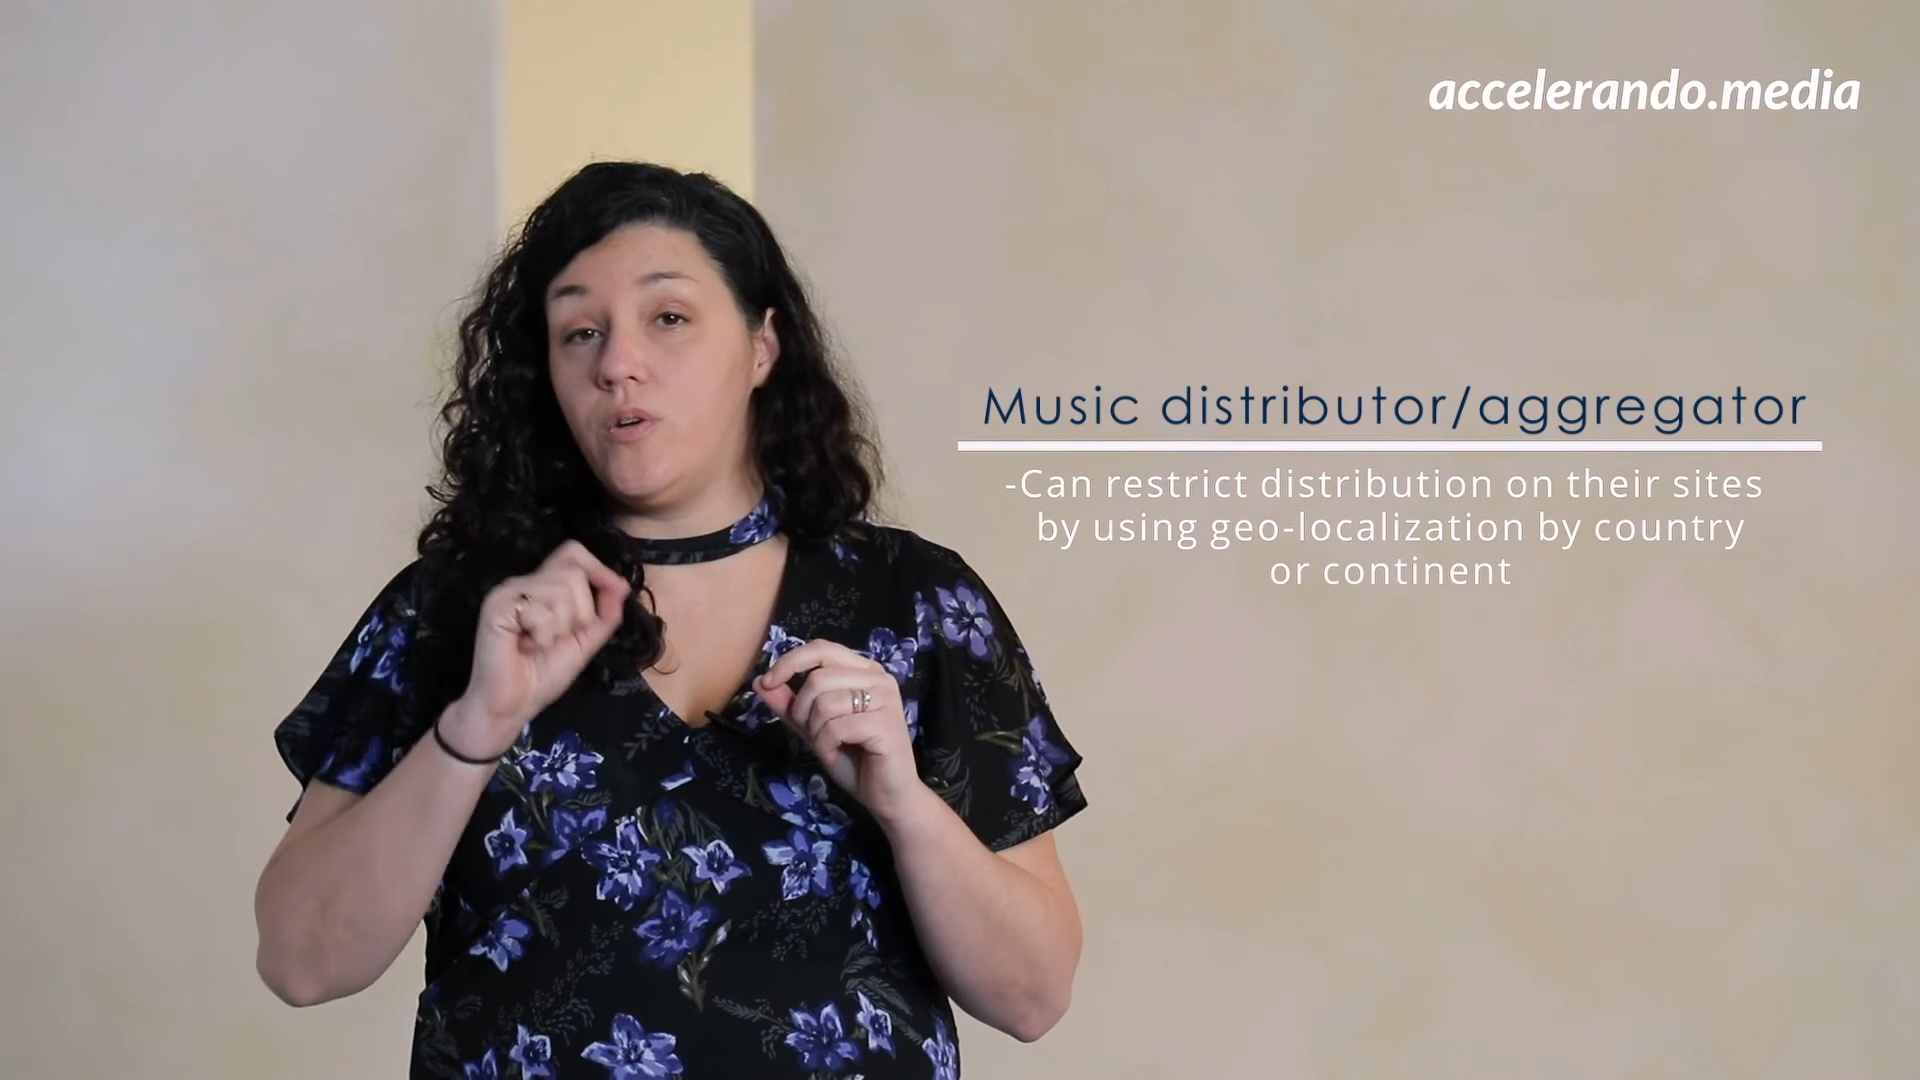 accelerando.media
Music distributor/aggregator
-Can restrict distribution on their sites
by using geo-localization by country
or continent